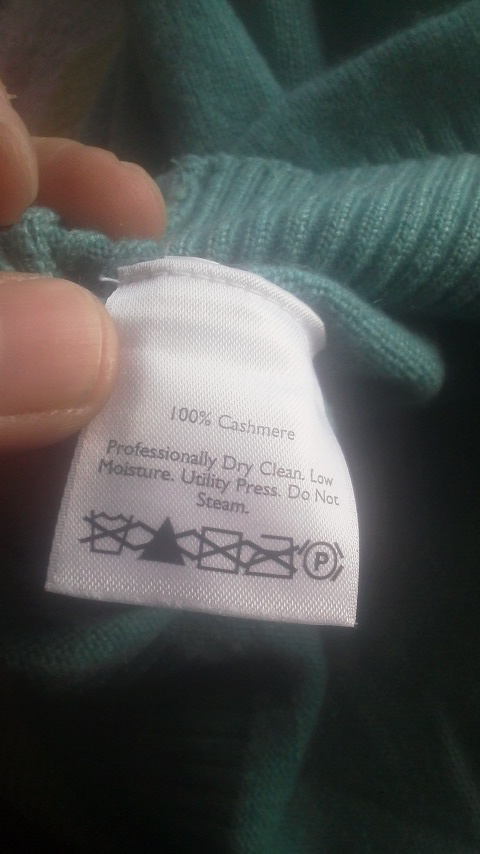 100% Cashmere
Professionally Dry Clean. Low
Moisture. Utility Press. Do Not
Steam.
P